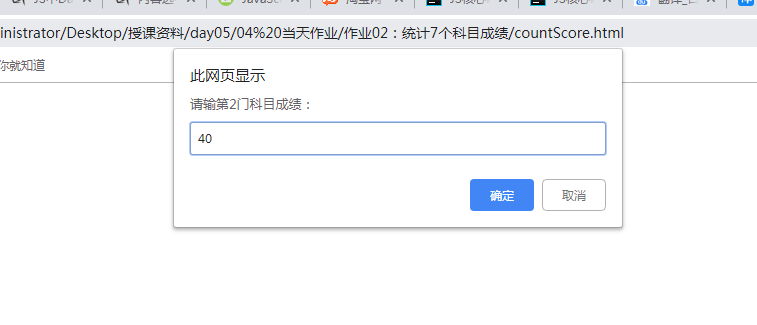 inistrator/Desktop/授课资料/day05/04%20当天作业/作业02：统计7个科目成绩/countScore.html
你就知道
此网页显示
请输第2门科目成绩：
40
确定
取消